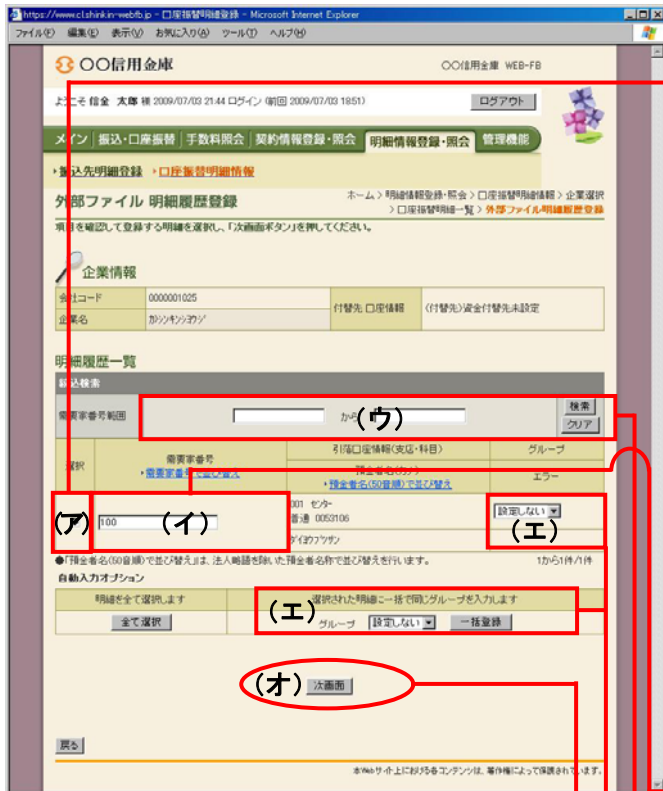 https://www.cl.shinkin-webfb.jp - 口座振替明細登録 - Microsoft Internet Explorer
ファイル(F) 編集(E) 表示(V) お気に入り(A) ツール(T) ヘルプ(H)
○○信用金庫
○○信用金庫 WEB-FB
ようこそ 信金 太郎 様 2009/07/03 21:44 ログイン (前回 2009/07/03 18:51)
ログアウト
メイン 振込・口座振替 手数料照会 契約情報登録・照会 明細情報登録・照会 管理機能
振込先明細登録 口座振替明細情報
外部ファイル 明細履歴登録
ホーム > 明細情報登録・照会 > 口座振替明細情報 > 企業選択
> 口座振替明細一覧 > 外部ファイル明細履歴登録
項目を確認して登録する明細を選択し、「次画面ボタン」を押してください。
企業情報
会社コード 0000001025
付替先 口座情報 (付替先)資金付替先未設定
企業名 カ)シンキンシヨウジ
明細履歴一覧
絞込検索
需要家番号範囲 から
(ウ)
検索
クリア
選択
需要家番号
需要家番号で並び替え
引落口座情報(支店・科目)
預金者名(カナ)
預金者名(50音順)で並び替え
グループ
エラー
(ア)
100
(イ)
001 センター
普通 0053106
設定しない
(エ)
●「預金者名(50音順)で並び替え」は、法人略語を除いた預金者名称で並び替えを行います。
1から1件/1件
自動入力オプション
明細を全て選択します
選択された明細に一括で同じグループを入力します
全て選択
(エ)
グループ 設定しない 一括登録
(オ)
次画面
戻る
本Webサイト上における各コンテンツは、著作権によって保護されています。